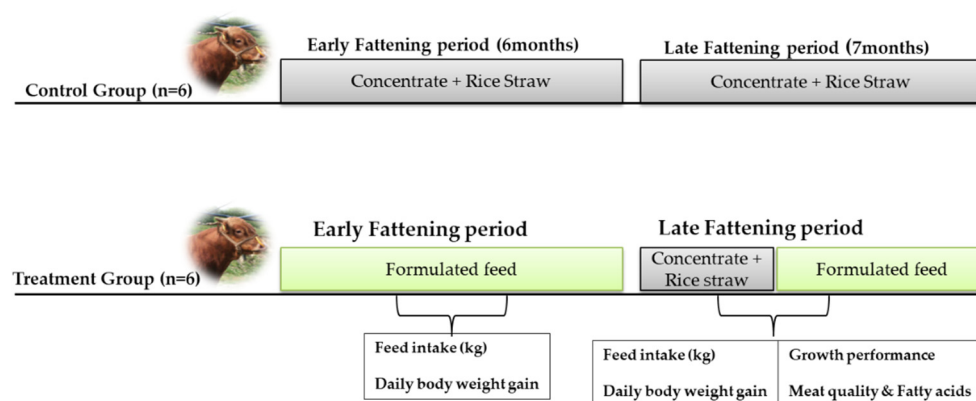 Early Fattening period (6months)
Late Fattening period (7months)
Concentrate + Rice Straw
Concentrate + Rice Straw
Control Group (n=6)
Early Fattening period
Late Fattening period
Formulated feed
Concentrate +
Rice straw
Formulated feed
Treatment Group (n=6)
Feed intake (kg)
Daily body weight gain
Feed intake (kg)
Daily body weight gain
Growth performance
Meat quality & Fatty acids